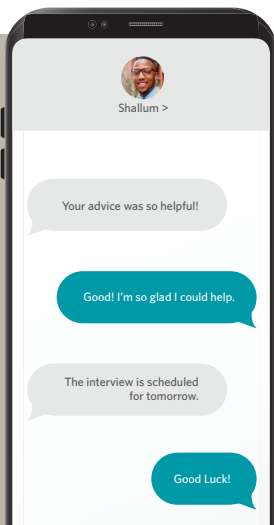 Shallum >
Your advice was so helpful!
Good! I'm so glad I could help.
The interview is scheduled
for tomorrow.
Good Luck!